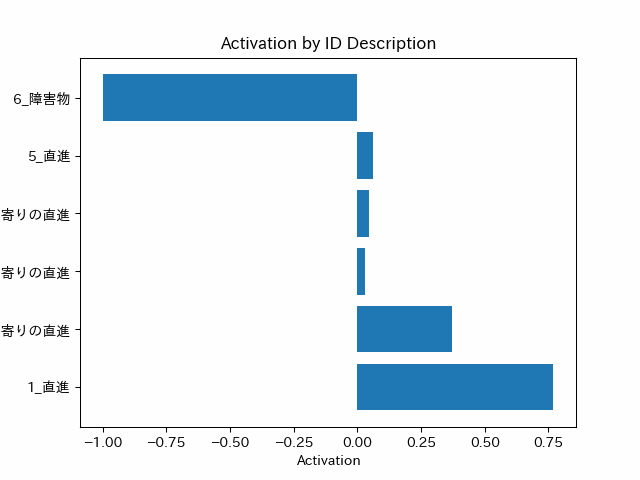 Activation by ID Description
6_障害物
5_直進
寄りの直進
寄りの直進
寄りの直進
1_直進
−1.00 −0.75 −0.50 −0.25 0.00 0.25 0.50 0.75
Activation